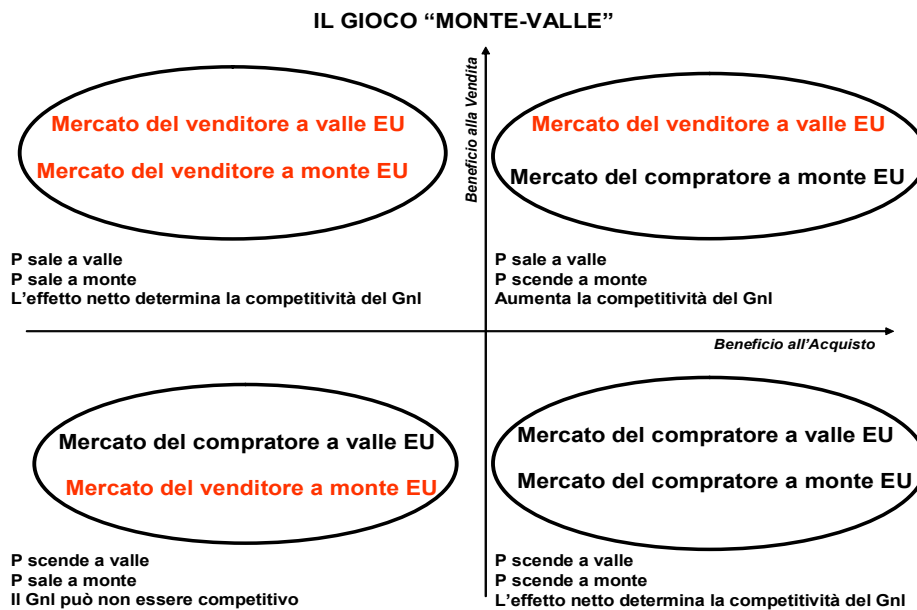 IL GIOCO “MONTE-VALLE”
Beneficio alla Vendita
Mercato del venditore a valle EU
Mercato del venditore a monte EU
P sale a valle
P sale a monte
L’effetto netto determina la competitività del Gnl
Mercato del venditore a valle EU
Mercato del compratore a monte EU
P sale a valle
P scende a monte
Aumenta la competitività del Gnl
Beneficio all’Acquisto
Mercato del compratore a valle EU
Mercato del venditore a monte EU
P scende a valle
P sale a monte
Il Gnl può non essere competitivo
Mercato del compratore a valle EU
Mercato del compratore a monte EU
P scende a valle
P scende a monte
L’effetto netto determina la competitività del Gnl